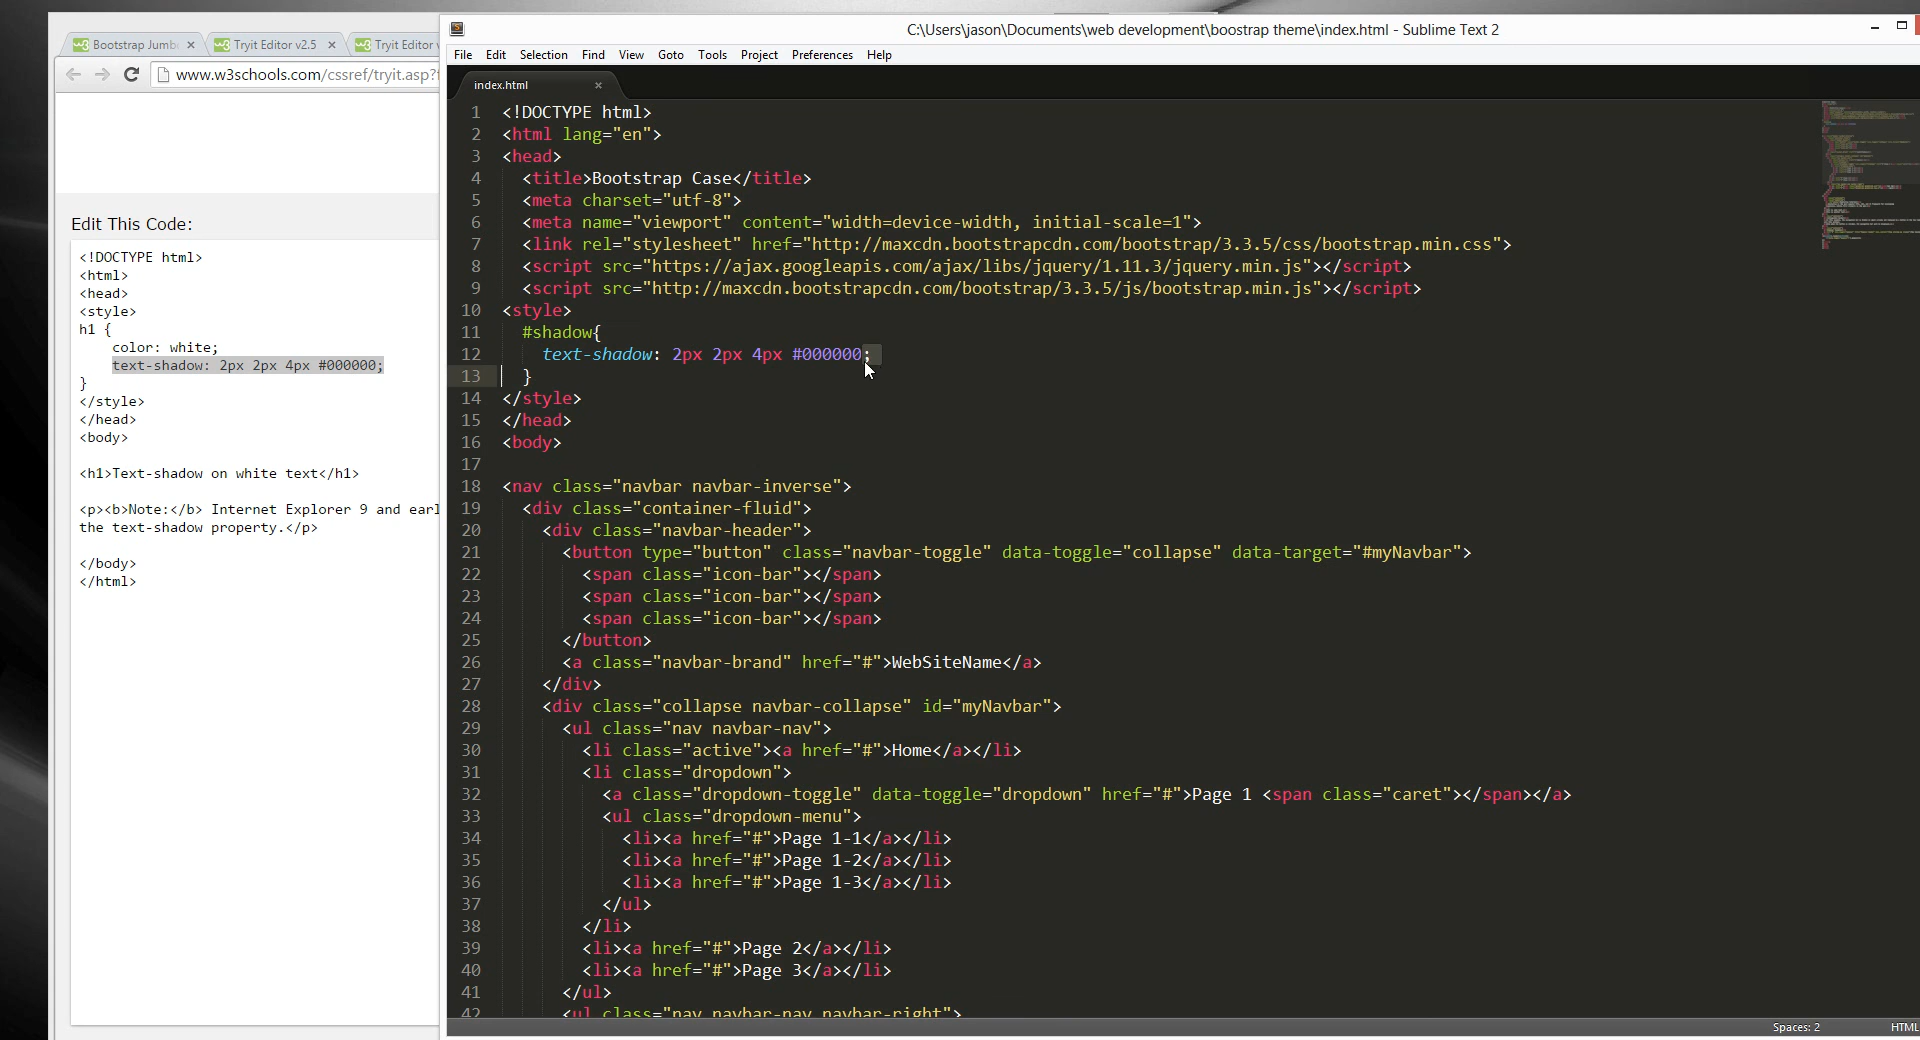 Bootstrap Jumb
Tryit Editor v2.5
Tryit Editor v
www.w3schools.com/cssref/tryit.asp?
Edit This Code:
<!DOCTYPE html>
<html>
<head>
<style>
h1 {
color: white;
text-shadow: 2px 2px 4px #000000;
}
</style>
</head>
<body>
<h1>Text-shadow on white text</h1>
<p><b>Note:</b> Internet Explorer 9 and earl
the text-shadow property.</p>
</body>
</html>
C:\Users\jason\Documents\web development\boostrap theme\index.html - Sublime Text 2
File Edit Selection Find View Goto Tools Project Preferences Help
index.html
1 <!DOCTYPE html>
2 <html lang="en">
3 <head>
4 <title>Bootstrap Case</title>
5 <meta charset="utf-8">
6 <meta name="viewport" content="width=device-width, initial-scale=1">
7 <link rel="stylesheet" href="http://maxcdn.bootstrapcdn.com/bootstrap/3.3.5/css/bootstrap.min.css">
8 <script src="https://ajax.googleapis.com/ajax/libs/jquery/1.11.3/jquery.min.js"></script>
9 <script src="http://maxcdn.bootstrapcdn.com/bootstrap/3.3.5/js/bootstrap.min.js"></script>
10 <style>
11 #shadow{
12 text-shadow: 2px 2px 4px #000000;
13 }
14 </style>
15 </head>
16 <body>
17
18 <nav class="navbar navbar-inverse">
19 <div class="container-fluid">
20 <div class="navbar-header">
21 <button type="button" class="navbar-toggle" data-toggle="collapse" data-target="#myNavbar">
22 <span class="icon-bar"></span>
23 <span class="icon-bar"></span>
24 <span class="icon-bar"></span>
25 </button>
26 <a class="navbar-brand" href="#">WebSiteName</a>
27 </div>
28 <div class="collapse navbar-collapse" id="myNavbar">
29 <ul class="nav navbar-nav">
30 <li class="active"><a href="#">Home</a></li>
31 <li class="dropdown">
32 <a class="dropdown-toggle" data-toggle="dropdown" href="#">Page 1 <span class="caret"></span></a>
33 <ul class="dropdown-menu">
34 <li><a href="#">Page 1-1</a></li>
35 <li><a href="#">Page 1-2</a></li>
36 <li><a href="#">Page 1-3</a></li>
37 </ul>
38 </li>
39 <li><a href="#">Page 2</a></li>
40 <li><a href="#">Page 3</a></li>
41 </ul>
42 <ul class="nav navbar-nav navbar-right">
Spaces: 2 HTML